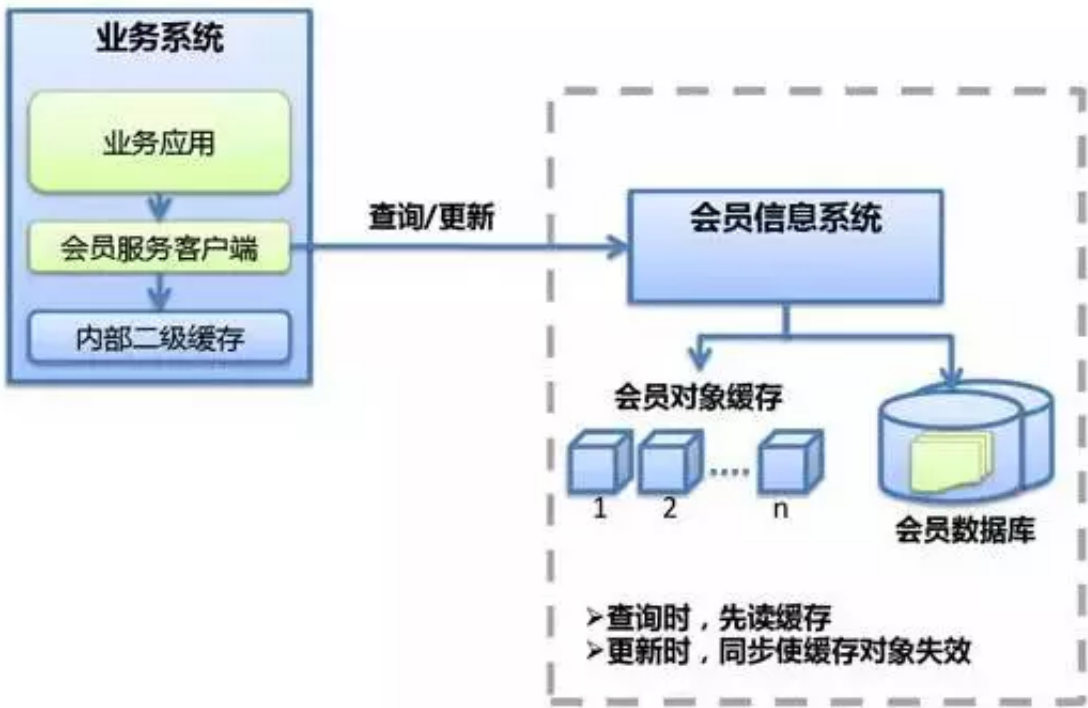 业务系统
业务应用
会员服务客户端
内部二级缓存
查询/更新
会员信息系统
会员对象缓存
1 2 .... n
会员数据库
➢查询时，先读缓存
➢更新时，同步使缓存对象失效